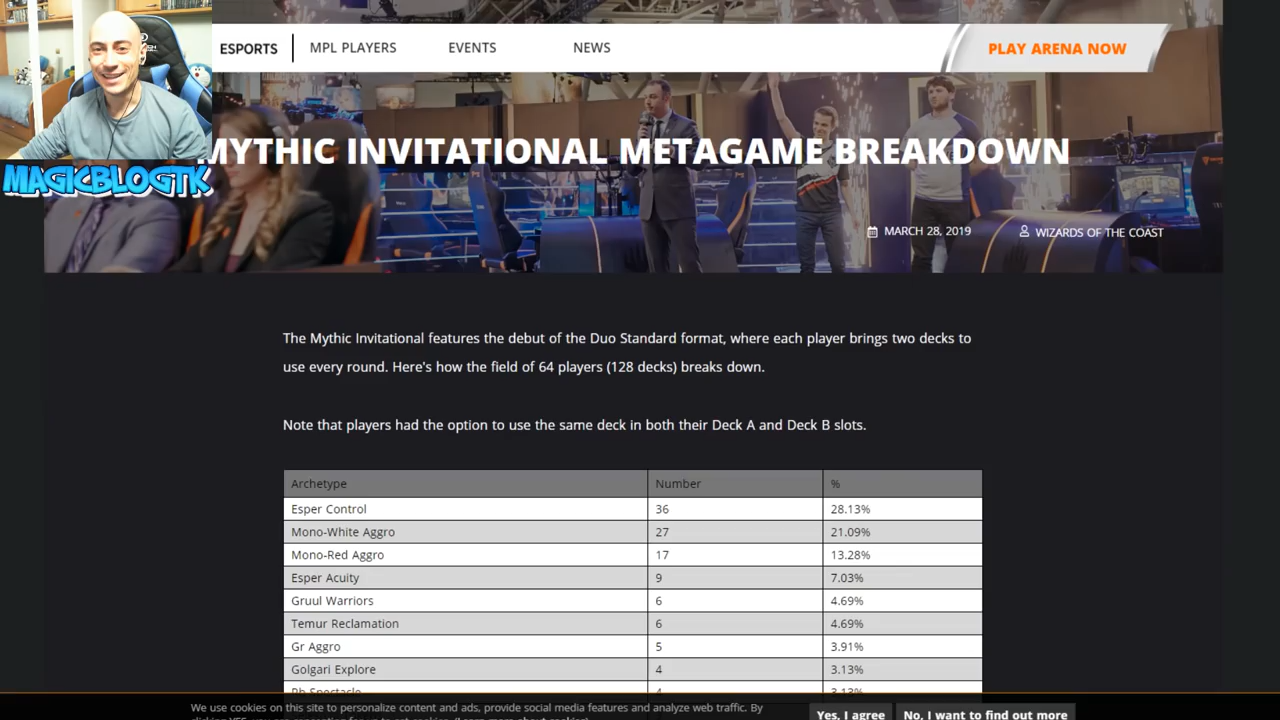 ESPORTS
MPL PLAYERS
EVENTS
NEWS
PLAY ARENA NOW
MAGICBLOGTK
MYTHIC INVITATIONAL METAGAME BREAKDOWN
MARCH 28, 2019
WIZARDS OF THE COAST
The Mythic Invitational features the debut of the Duo Standard format, where each player brings two decks to
use every round. Here's how the field of 64 players (128 decks) breaks down.
Note that players had the option to use the same deck in both their Deck A and Deck B slots.
Archetype Number %
Esper Control 36 28.13%
Mono-White Aggro 27 21.09%
Mono-Red Aggro 17 13.28%
Esper Acuity 9 7.03%
Gruul Warriors 6 4.69%
Temur Reclamation 6 4.69%
Gr Aggro 5 3.91%
Golgari Explore 4 3.13%
Rb Spectacle 4 3.13%
We use cookies on this site to personalize content and ads, provide social media features and analyze web traffic. By
Yes, I agree
No, I want to find out more